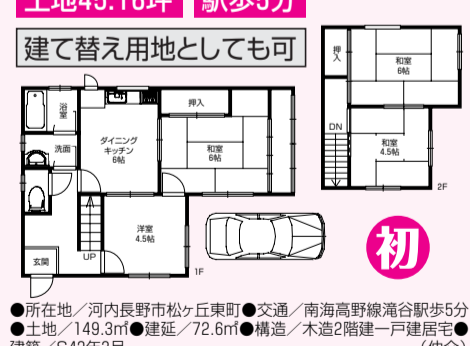 土地45.16坪
駅歩5分
建て替え用地としても可
押入
和室
6帖
浴室
押入
洗面
ダイニング
キッチン
6帖
和室
6帖
DN
和室
4.5帖
2F
洋室
4.5帖
玄関
UP
1F
初
●所在地／河内長野市松ヶ丘東町●交通／南海高野線滝谷駅歩5分
●土地／149.3㎡●建延／72.6㎡●構造／木造2階建一戸建居宅●